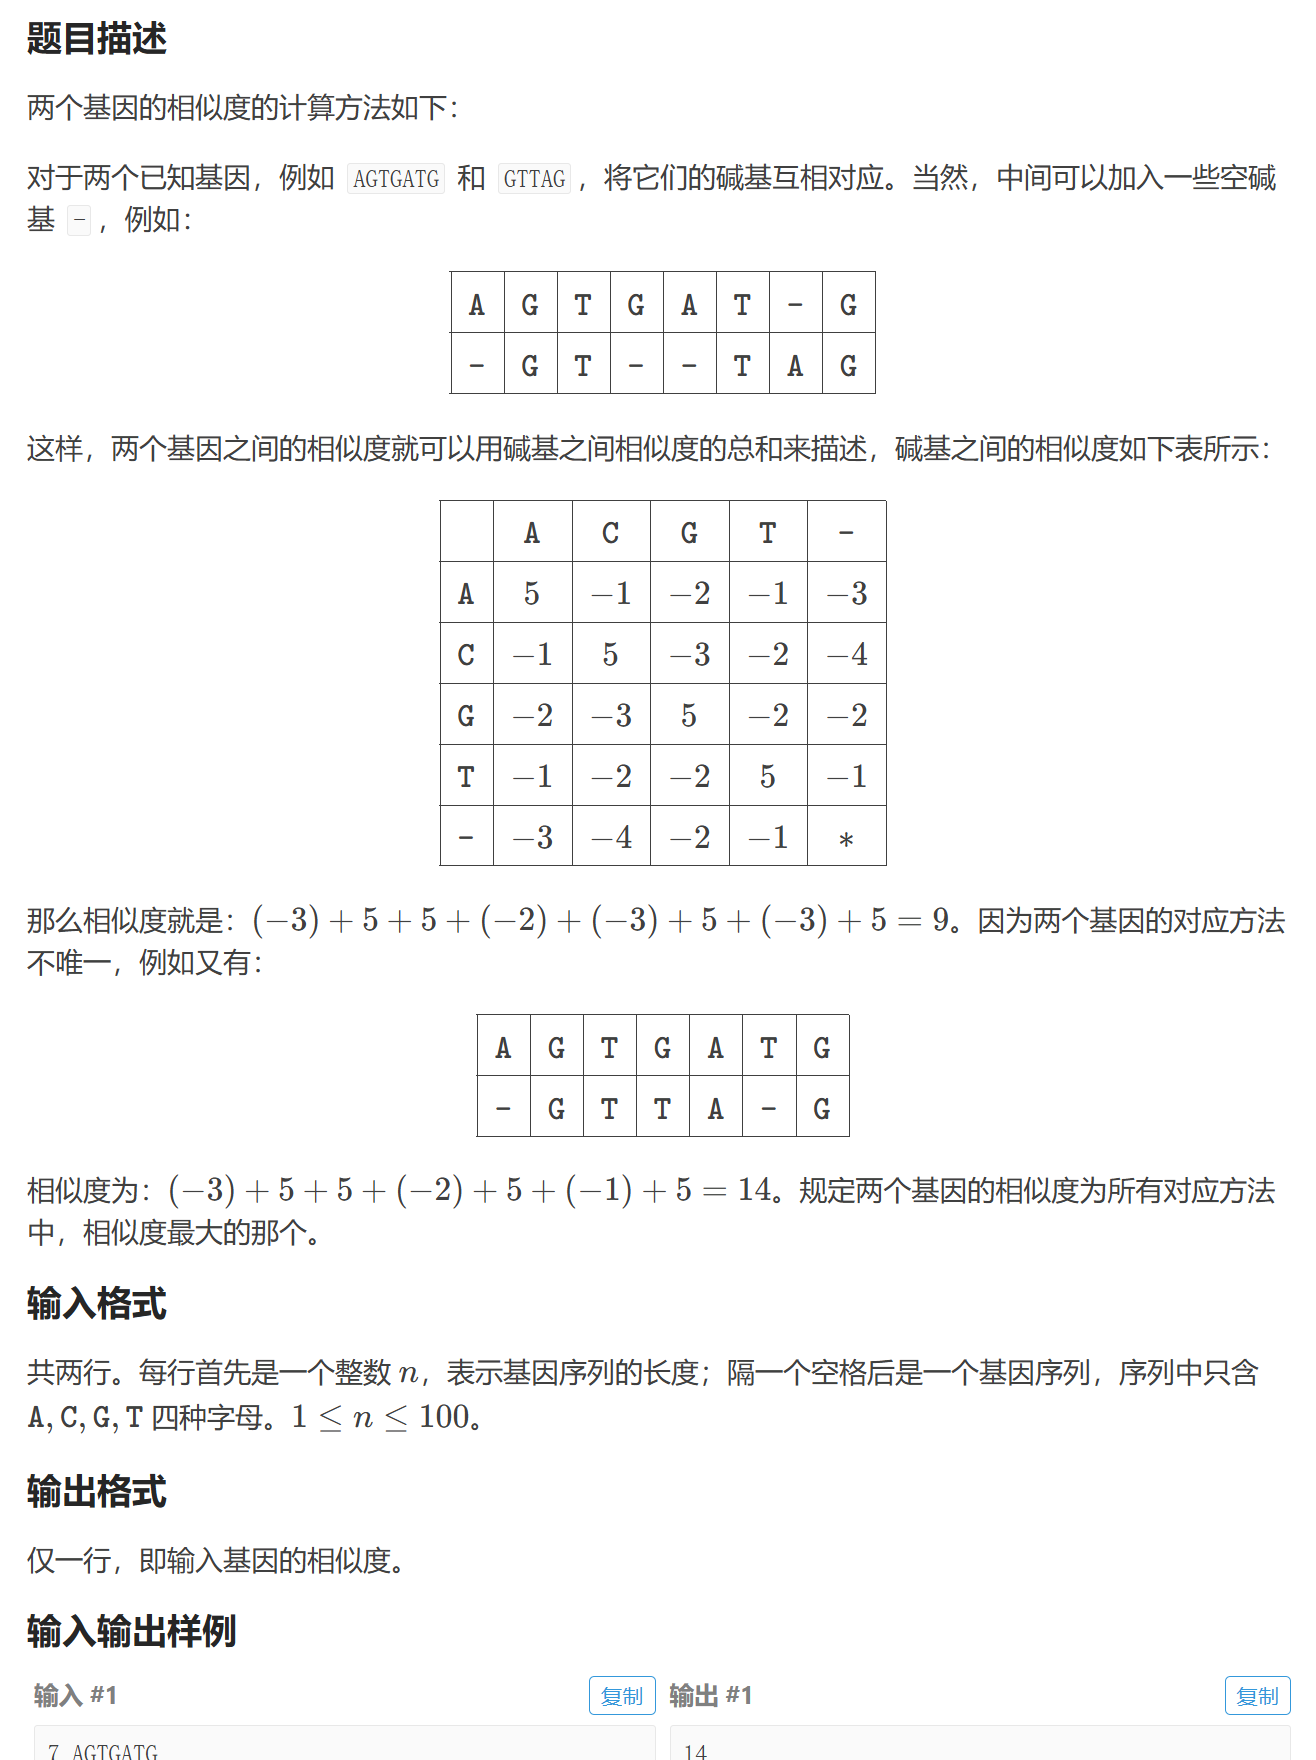 题目描述
两个基因的相似度的计算方法如下：
对于两个已知基因，例如 AGTGATG 和 GTTAG，将它们的碱基互相对应。当然，中间可以加入一些空碱
基 -，例如：
A G T G A T - G
- G T - - T A G
这样，两个基因之间的相似度就可以用碱基之间相似度的总和来描述，碱基之间的相似度如下表所示：
A C G T -
A 5 −1 −2 −1 −3
C −1 5 −3 −2 −4
G −2 −3 5 −2 −2
T −1 −2 −2 5 −1
- −3 −4 −2 −1 ∗
那么相似度就是：(−3) + 5 + 5 + (−2) + (−3) + 5 + (−3) + 5 = 9。因为两个基因的对应方法
不唯一，例如又有：
A G T G A T G
- G T T A - G
相似度为：(−3) + 5 + 5 + (−2) + 5 + (−1) + 5 = 14。规定两个基因的相似度为所有对应方法
中，相似度最大的那个。
输入格式
共两行。每行首先是一个整数 n，表示基因序列的长度；隔一个空格后是一个基因序列，序列中只含
A, C, G, T 四种字母。1 ≤ n ≤ 100。
输出格式
仅一行，即输入基因的相似度。
输入输出样例
输入 #1 复制 输出 #1 复制
7 AGTGATG 14